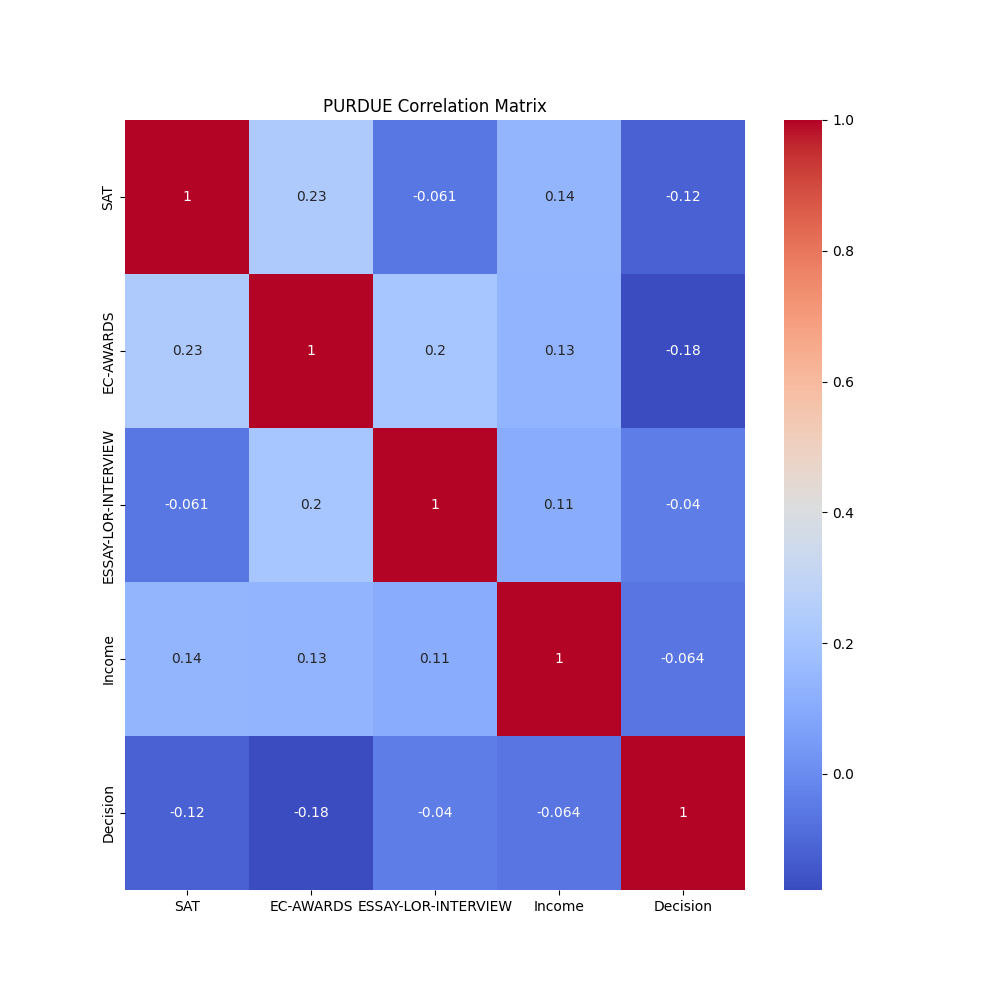 PURDUE Correlation Matrix
SAT
1
0.23
-0.061
0.14
-0.12
EC-AWARDS
0.23
1
0.2
0.13
-0.18
ESSAY-LOR-INTERVIEW
-0.061
0.2
1
0.11
-0.04
Income
0.14
0.13
0.11
1
-0.064
Decision
-0.12
-0.18
-0.04
-0.064
1
SAT
EC-AWARDS
ESSAY-LOR-INTERVIEW
Income
Decision
1.0
0.8
0.6
0.4
0.2
0.0